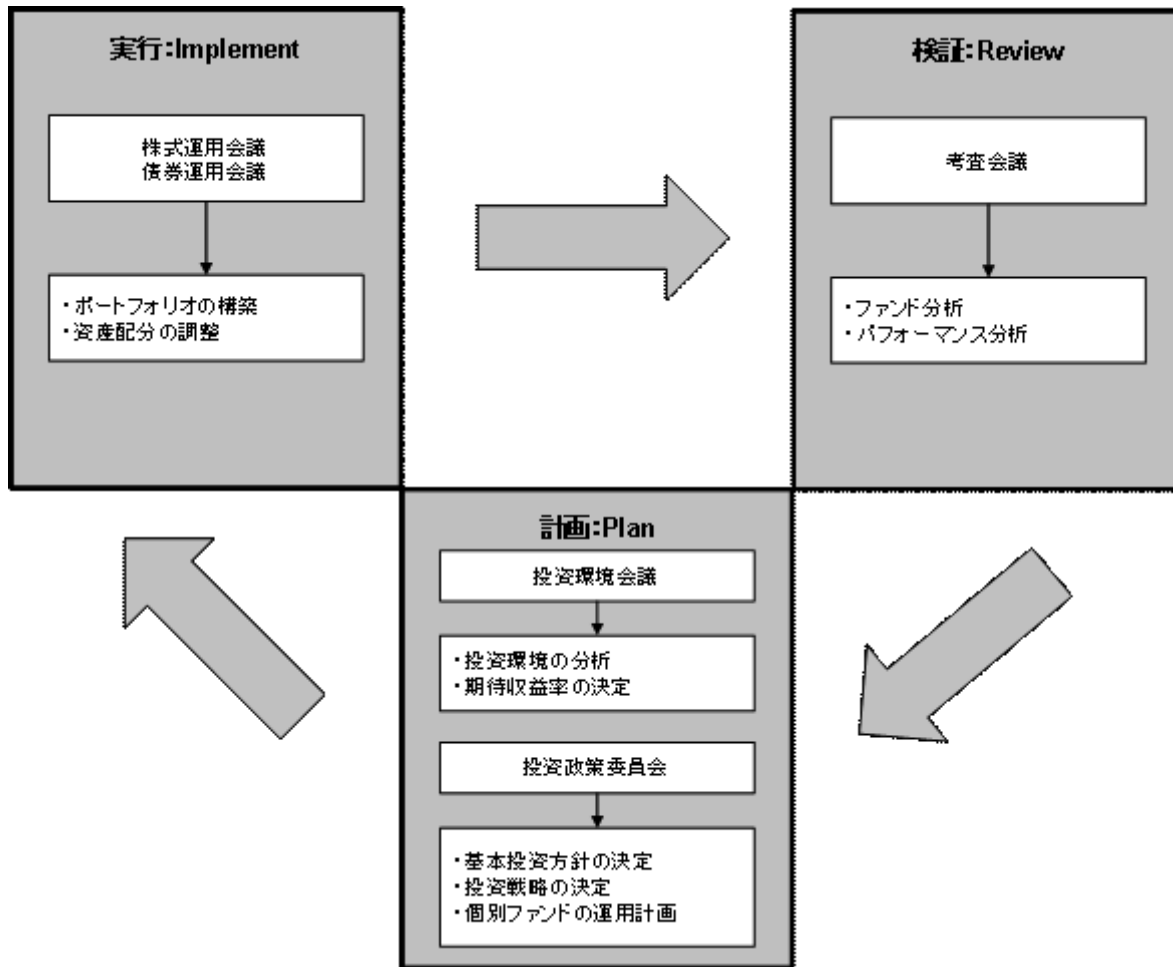 実行:Implement
株式運用会議
債券運用会議
・ポートフォリオの構築
・資産配分の調整
検証:Review
考査会議
・ファンド分析
・パフォーマンス分析
計画:Plan
投資環境会議
・投資環境の分析
・期待収益率の決定
投資政策委員会
・基本投資方針の決定
・投資戦略の決定
・個別ファンドの運用計画